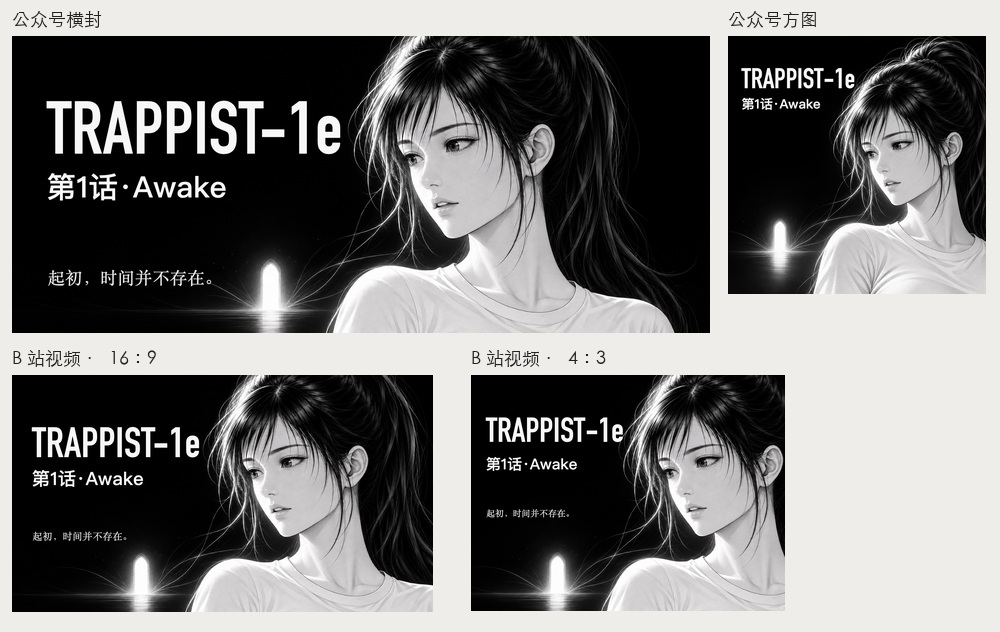 公众号横封
公众号方图
TRAPPIST-1e
第1话·Awake
起初，时间并不存在。
TRAPPIST-1e
第1话·Awake
B 站视频 · 16：9
B 站视频 · 4：3
TRAPPIST-1e
第1话·Awake
起初，时间并不存在。
TRAPPIST-1e
第1话·Awake
起初，时间并不存在。